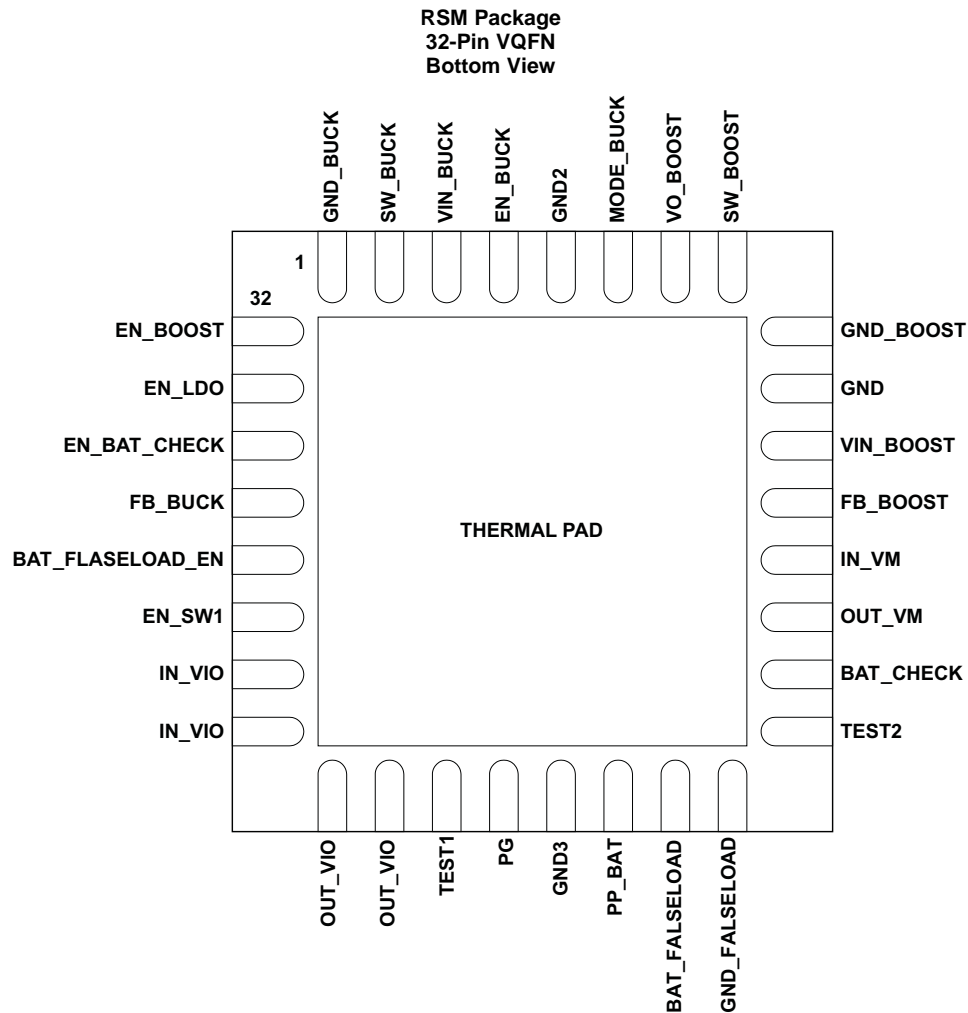 RSM Package
32-Pin VQFN
Bottom View
GND_BUCK
SW_BUCK
VIN_BUCK
EN_BUCK
GND2
MODE_BUCK
VO_BOOST
SW_BOOST
1
32
EN_BOOST
EN_LDO
EN_BAT_CHECK
FB_BUCK
BAT_FLASELOAD_EN
EN_SW1
IN_VIO
IN_VIO
THERMAL PAD
GND_BOOST
GND
VIN_BOOST
FB_BOOST
IN_VM
OUT_VM
BAT_CHECK
TEST2
OUT_VIO
OUT_VIO
TEST1
PG
GND3
PP_BAT
BAT_FALSELOAD
GND_FALSELOAD